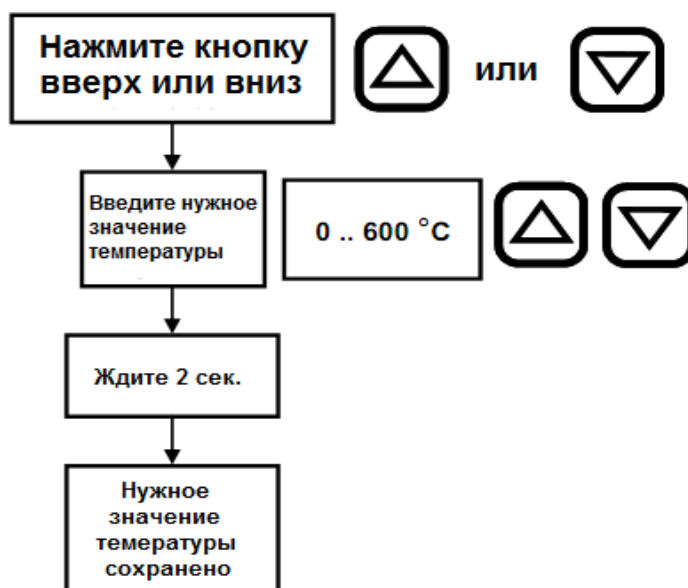 Нажмите кнопку
вверх или вниз
или
Введите нужное
значение
температуры
0 .. 600 °C
Ждите 2 сек.
Нужное
значение
темературы
сохранено